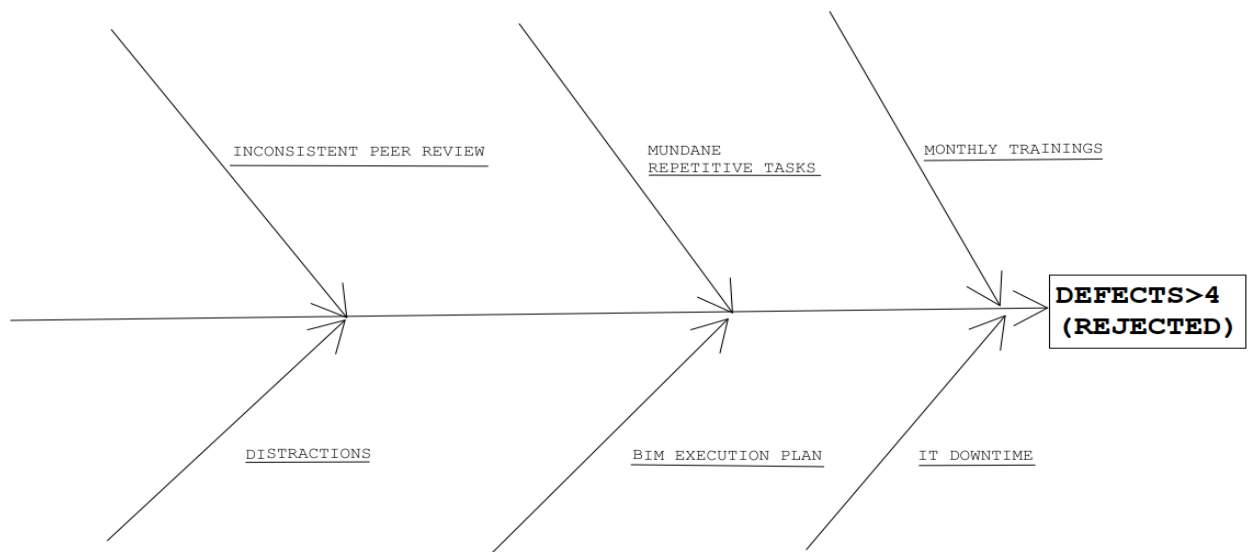 INCONSISTENT PEER REVIEW
MUNDANE
REPETITIVE TASKS
MONTHLY TRAININGS
DEFECTS>4
(REJECTED)
DISTRACTIONS
BIM EXECUTION PLAN
IT DOWNTIME